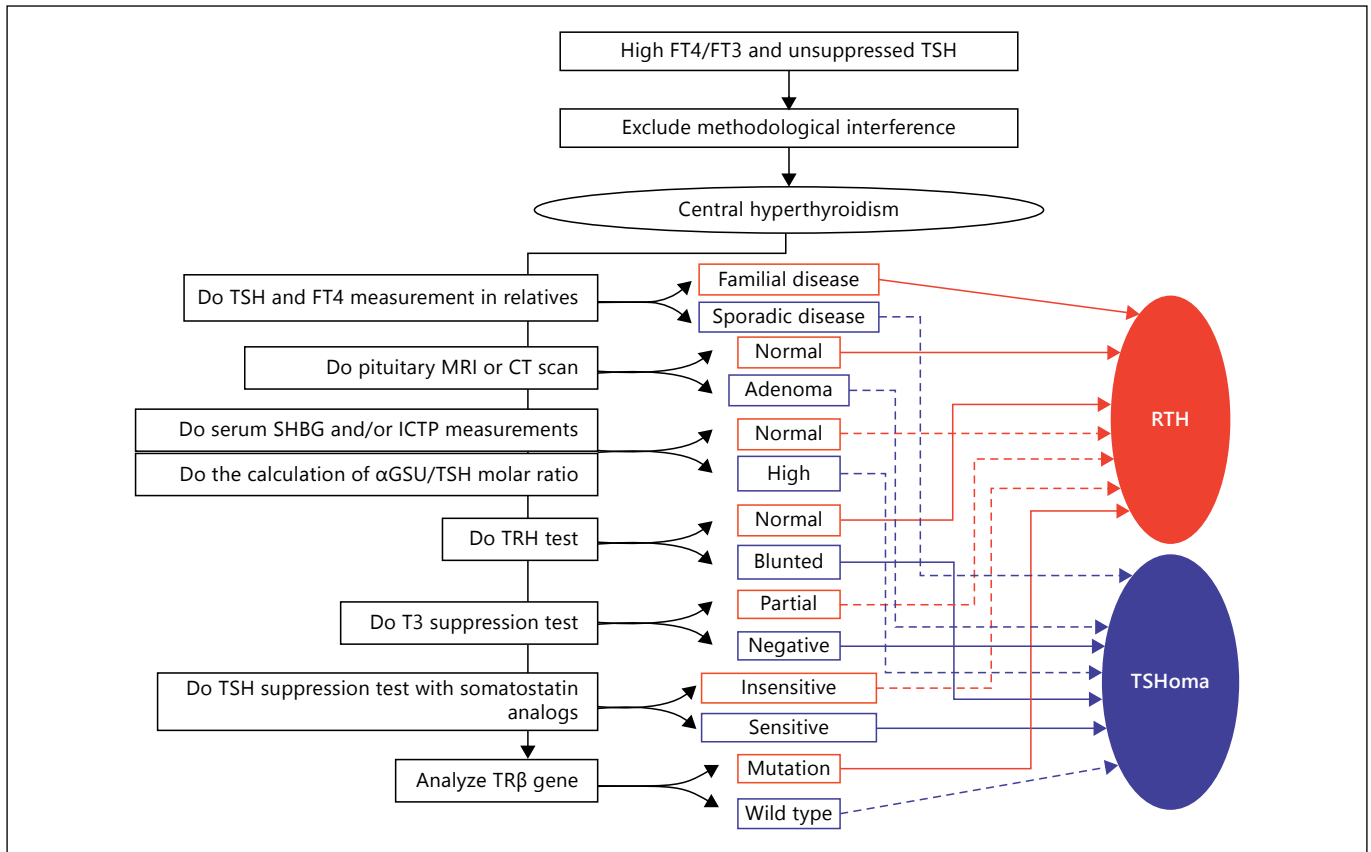 High FT4/FT3 and unsuppressed TSH
Exclude methodological interference
Central hyperthyroidism
Do TSH and FT4 measurement in relatives
Familial disease
Sporadic disease
Do pituitary MRI or CT scan
Normal
Adenoma
Do serum SHBG and/or ICTP measurements
Do the calculation of αGSU/TSH molar ratio
Normal
High
Do TRH test
Normal
Blunted
Do T3 suppression test
Partial
Negative
Do TSH suppression test with somatostatin
analogs
Insensitive
Sensitive
Analyze TRβ gene
Mutation
Wild type
RTH
TSHoma